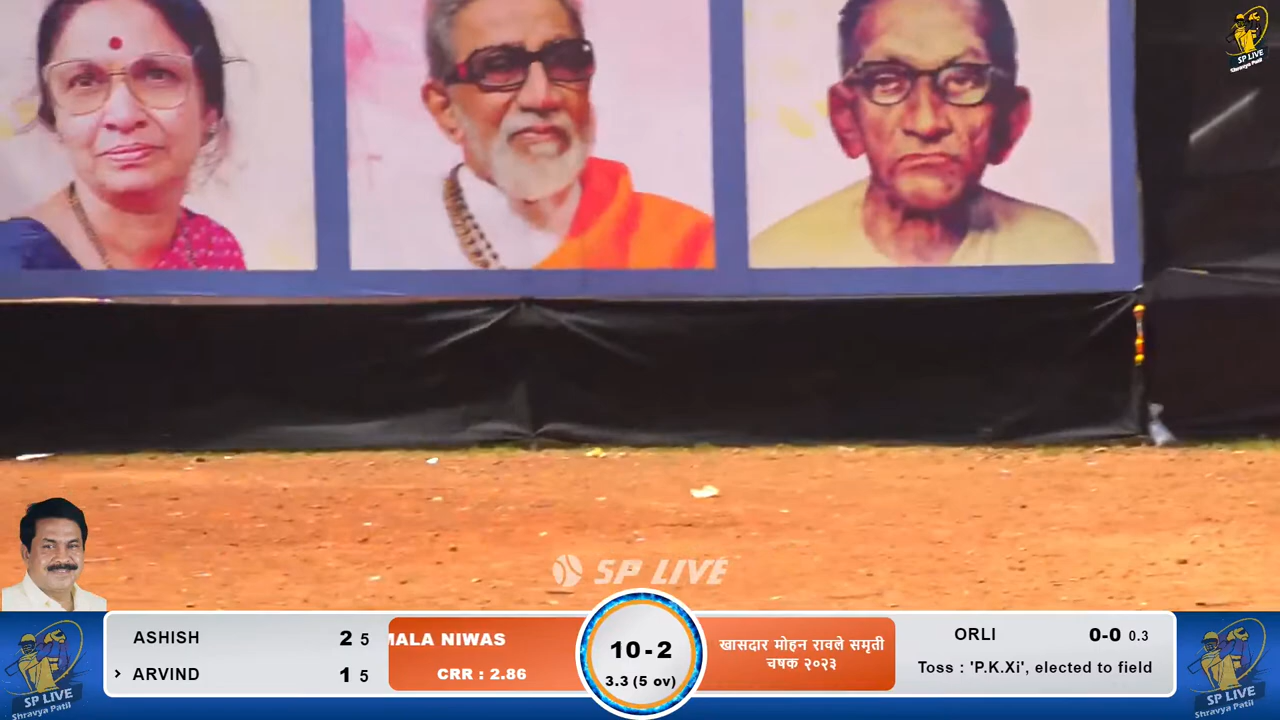 SP LIVE
Shravya Patil
SP LIVE
ASHISH 2 5
› ARVIND 1 5
MALA NIWAS
CRR : 2.86
10-2
3.3 (5 ov)
खासदार मोहन रावले समृती
चषक २०२३
ORLI 0-0 0.3
Toss : 'P.K.Xi', elected to field
SP LIVE
Shravya Patil
SP LIVE
Shravya Patil